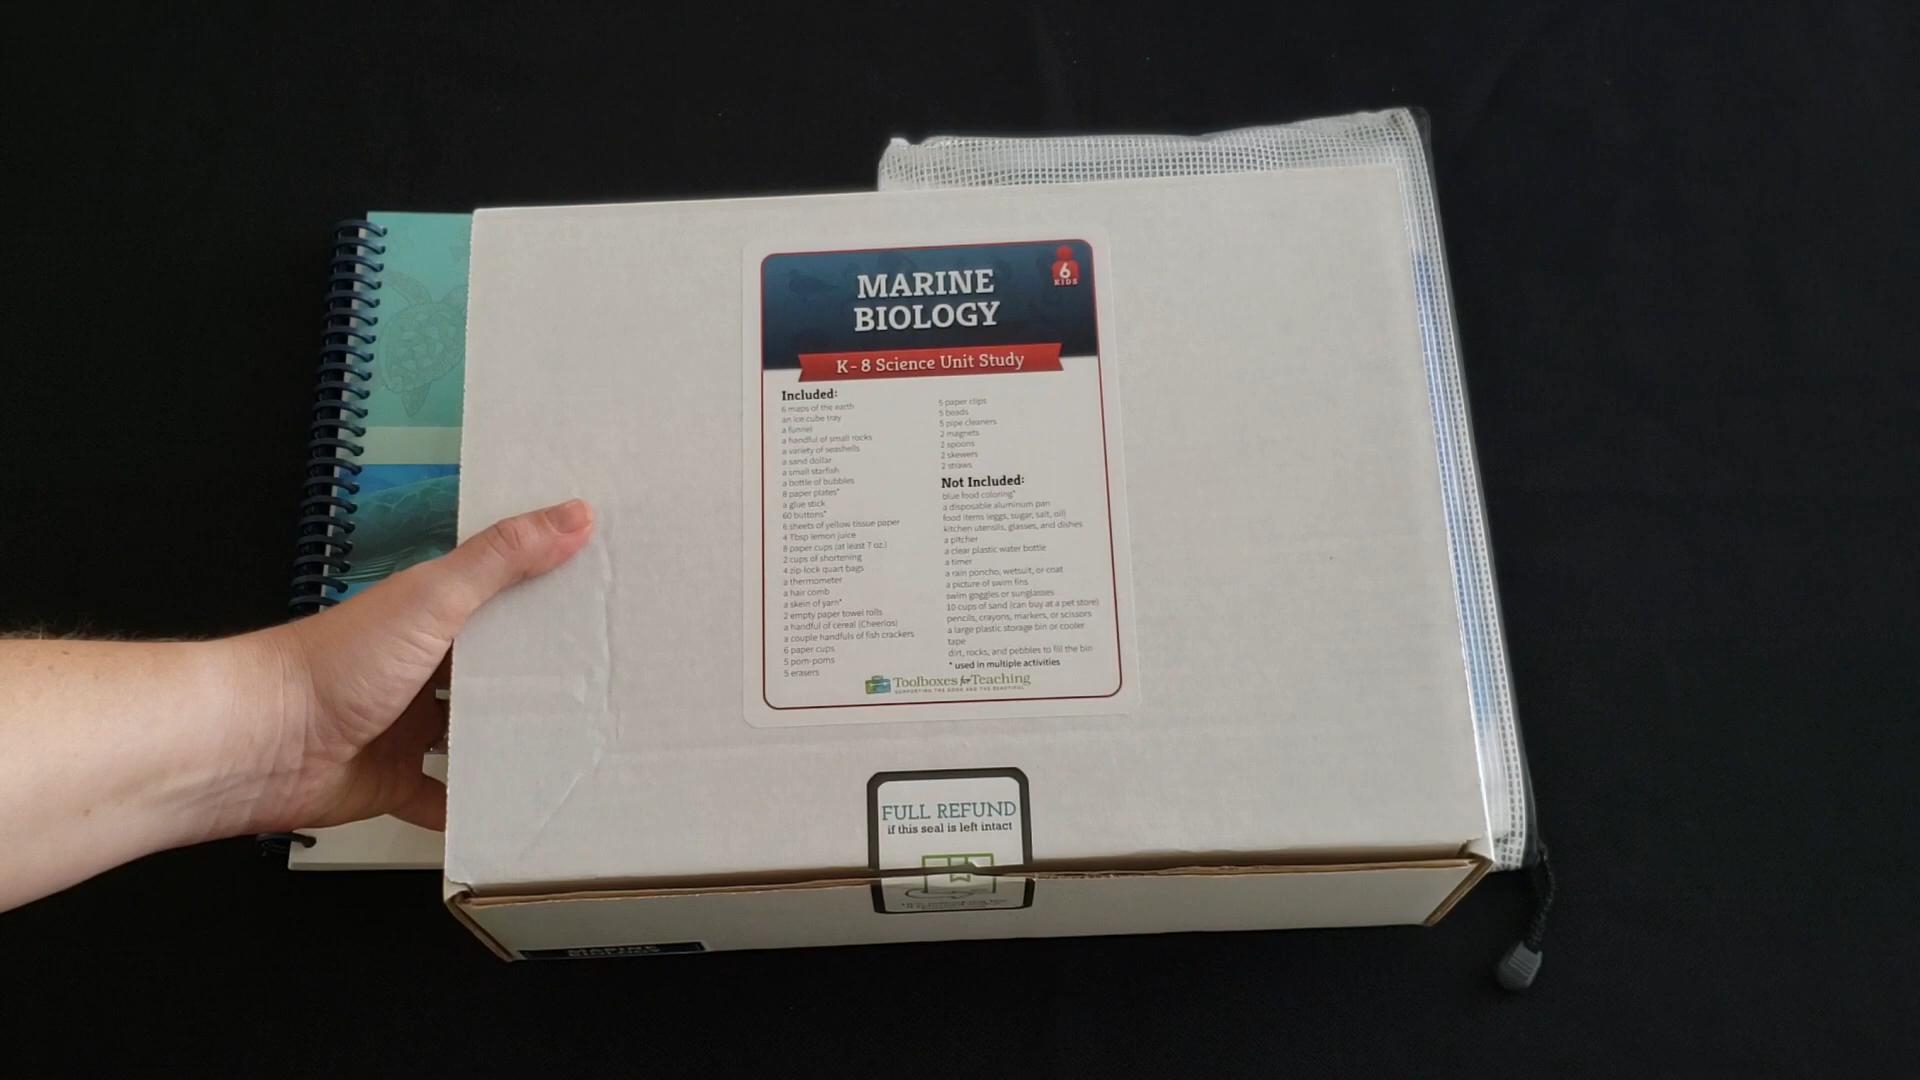 MARINE
BIOLOGY
6
KIDS
K-8 Science Unit Study
Included:
6 maps of the earth
an ice cube tray
a funnel
a handful of small rocks
a variety of seashells
a sand dollar
a small starfish
a bottle of bubbles
8 paper plates*
a glue stick
60 buttons*
6 sheets of yellow tissue paper
4 Tbsp lemon juice
8 paper cups (at least 7 oz.)
2 cups of shortening
4 zip-lock quart bags
a thermometer
a hair comb
a skein of yarn*
2 empty paper towel rolls
a handful of cereal (Cheerios)
a couple handfuls of fish crackers
6 paper cups
5 pom-poms
5 erasers
5 paper clips
5 beads
5 pipe cleaners
2 magnets
2 spoons
2 skewers
2 straws
Not Included:
blue food coloring*
a disposable aluminum pan
food items (eggs, sugar, salt, oil)
kitchen utensils, glasses, and dishes
a pitcher
a clear plastic water bottle
a timer
a rain poncho, wetsuit, or coat
a picture of swim fins
swim goggles or sunglasses
10 cups of sand (can buy at a pet store)
pencils, crayons, markers, or scissors
a large plastic storage bin or cooler
tape
dirt, rocks, and pebbles to fill the bin
* used in multiple activities
Toolboxes for Teaching
SUPPORTING THE GOOD AND THE BEAUTIFUL
FULL REFUND
if this seal is left intact
MARINE
BIOLOGY